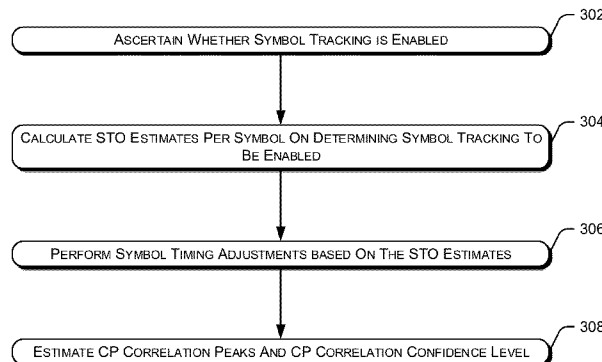 302
ASCERTAIN WHETHER SYMBOL TRACKING IS ENABLED
304
CALCULATE STO ESTIMATES PER SYMBOL ON DETERMINING SYMBOL TRACKING TO
BE ENABLED
306
PERFORM SYMBOL TIMING ADJUSTMENTS BASED ON THE STO ESTIMATES
308
ESTIMATE CP CORRELATION PEAKS AND CP CORRELATION CONFIDENCE LEVEL